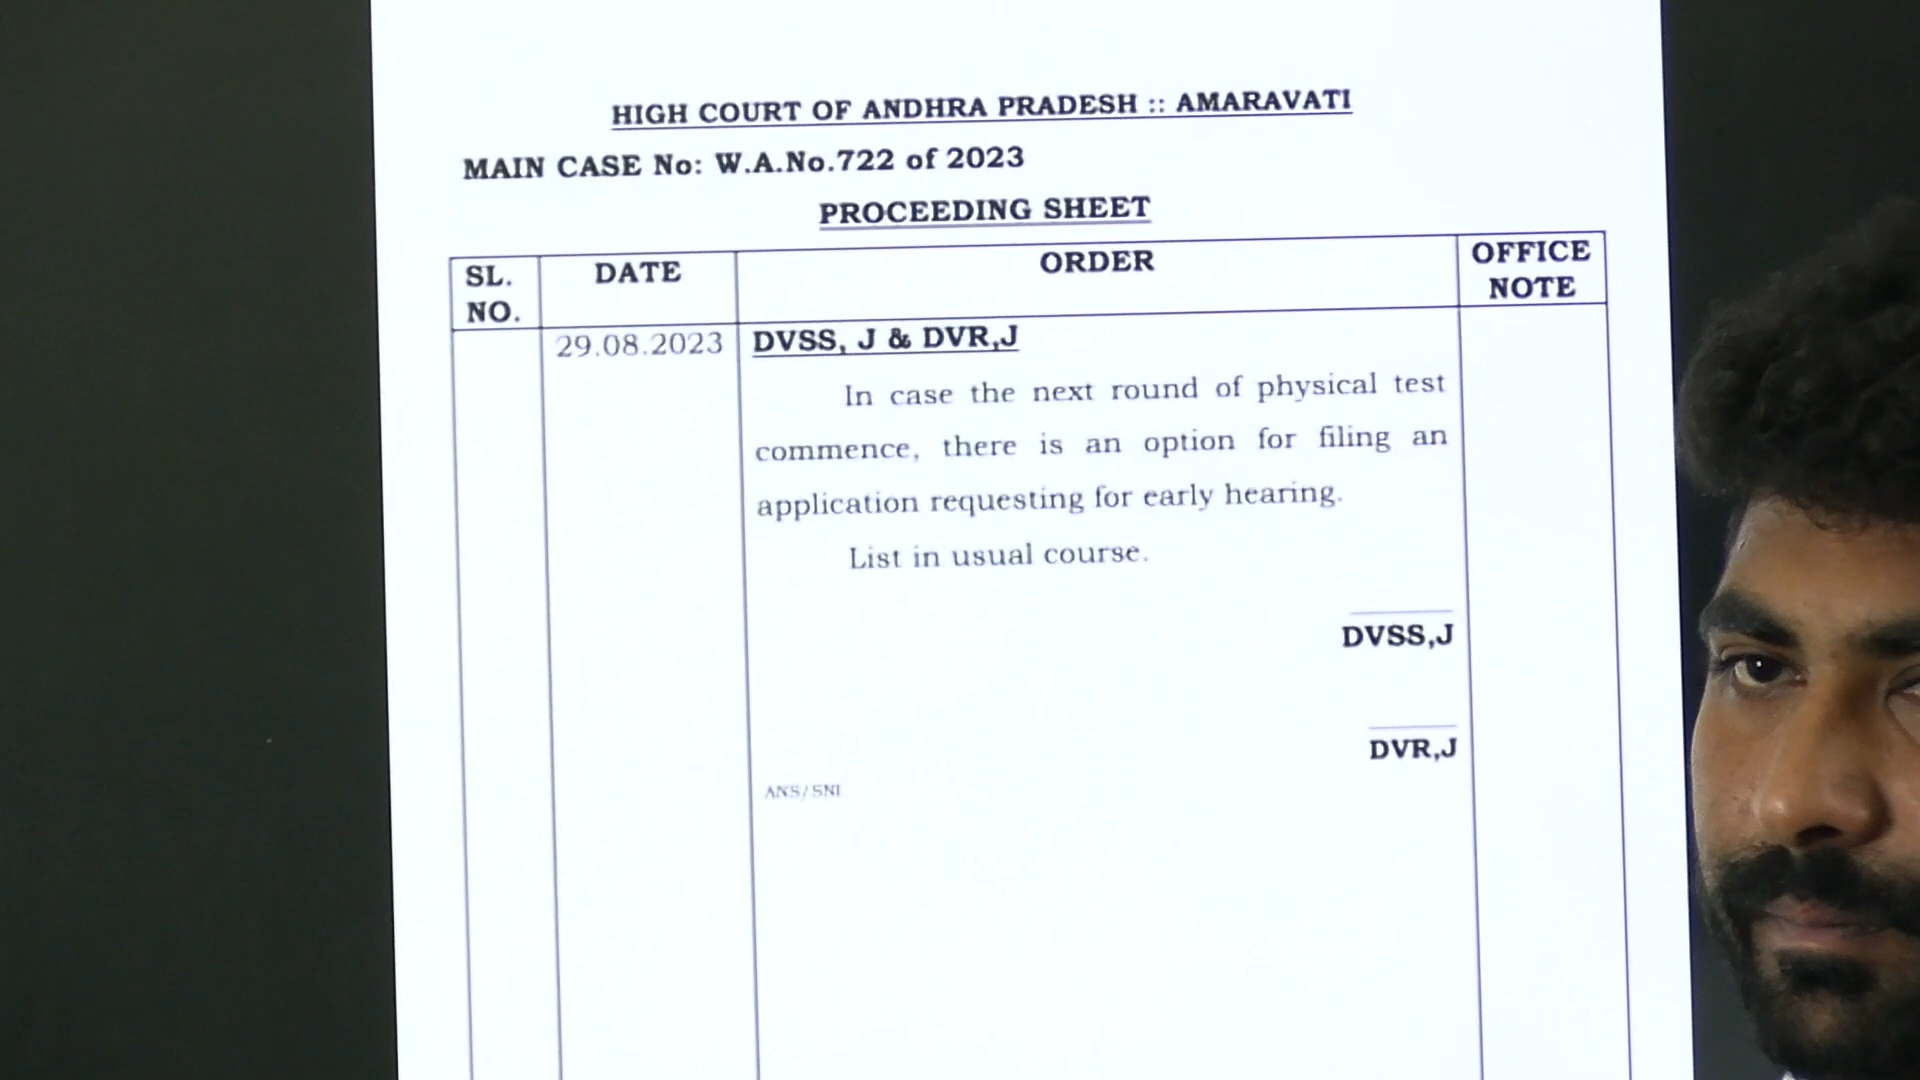 HIGH COURT OF ANDHRA PRADESH :: AMARAVATI
MAIN CASE No: W.A.No.722 of 2023
PROCEEDING SHEET
SL. NO.
DATE
ORDER
OFFICE NOTE
29.08.2023
DVSS, J & DVR,J
In case the next round of physical test
commence, there is an option for filing an
application requesting for early hearing.
List in usual course.
DVSS,J
DVR,J
ANS/SNI